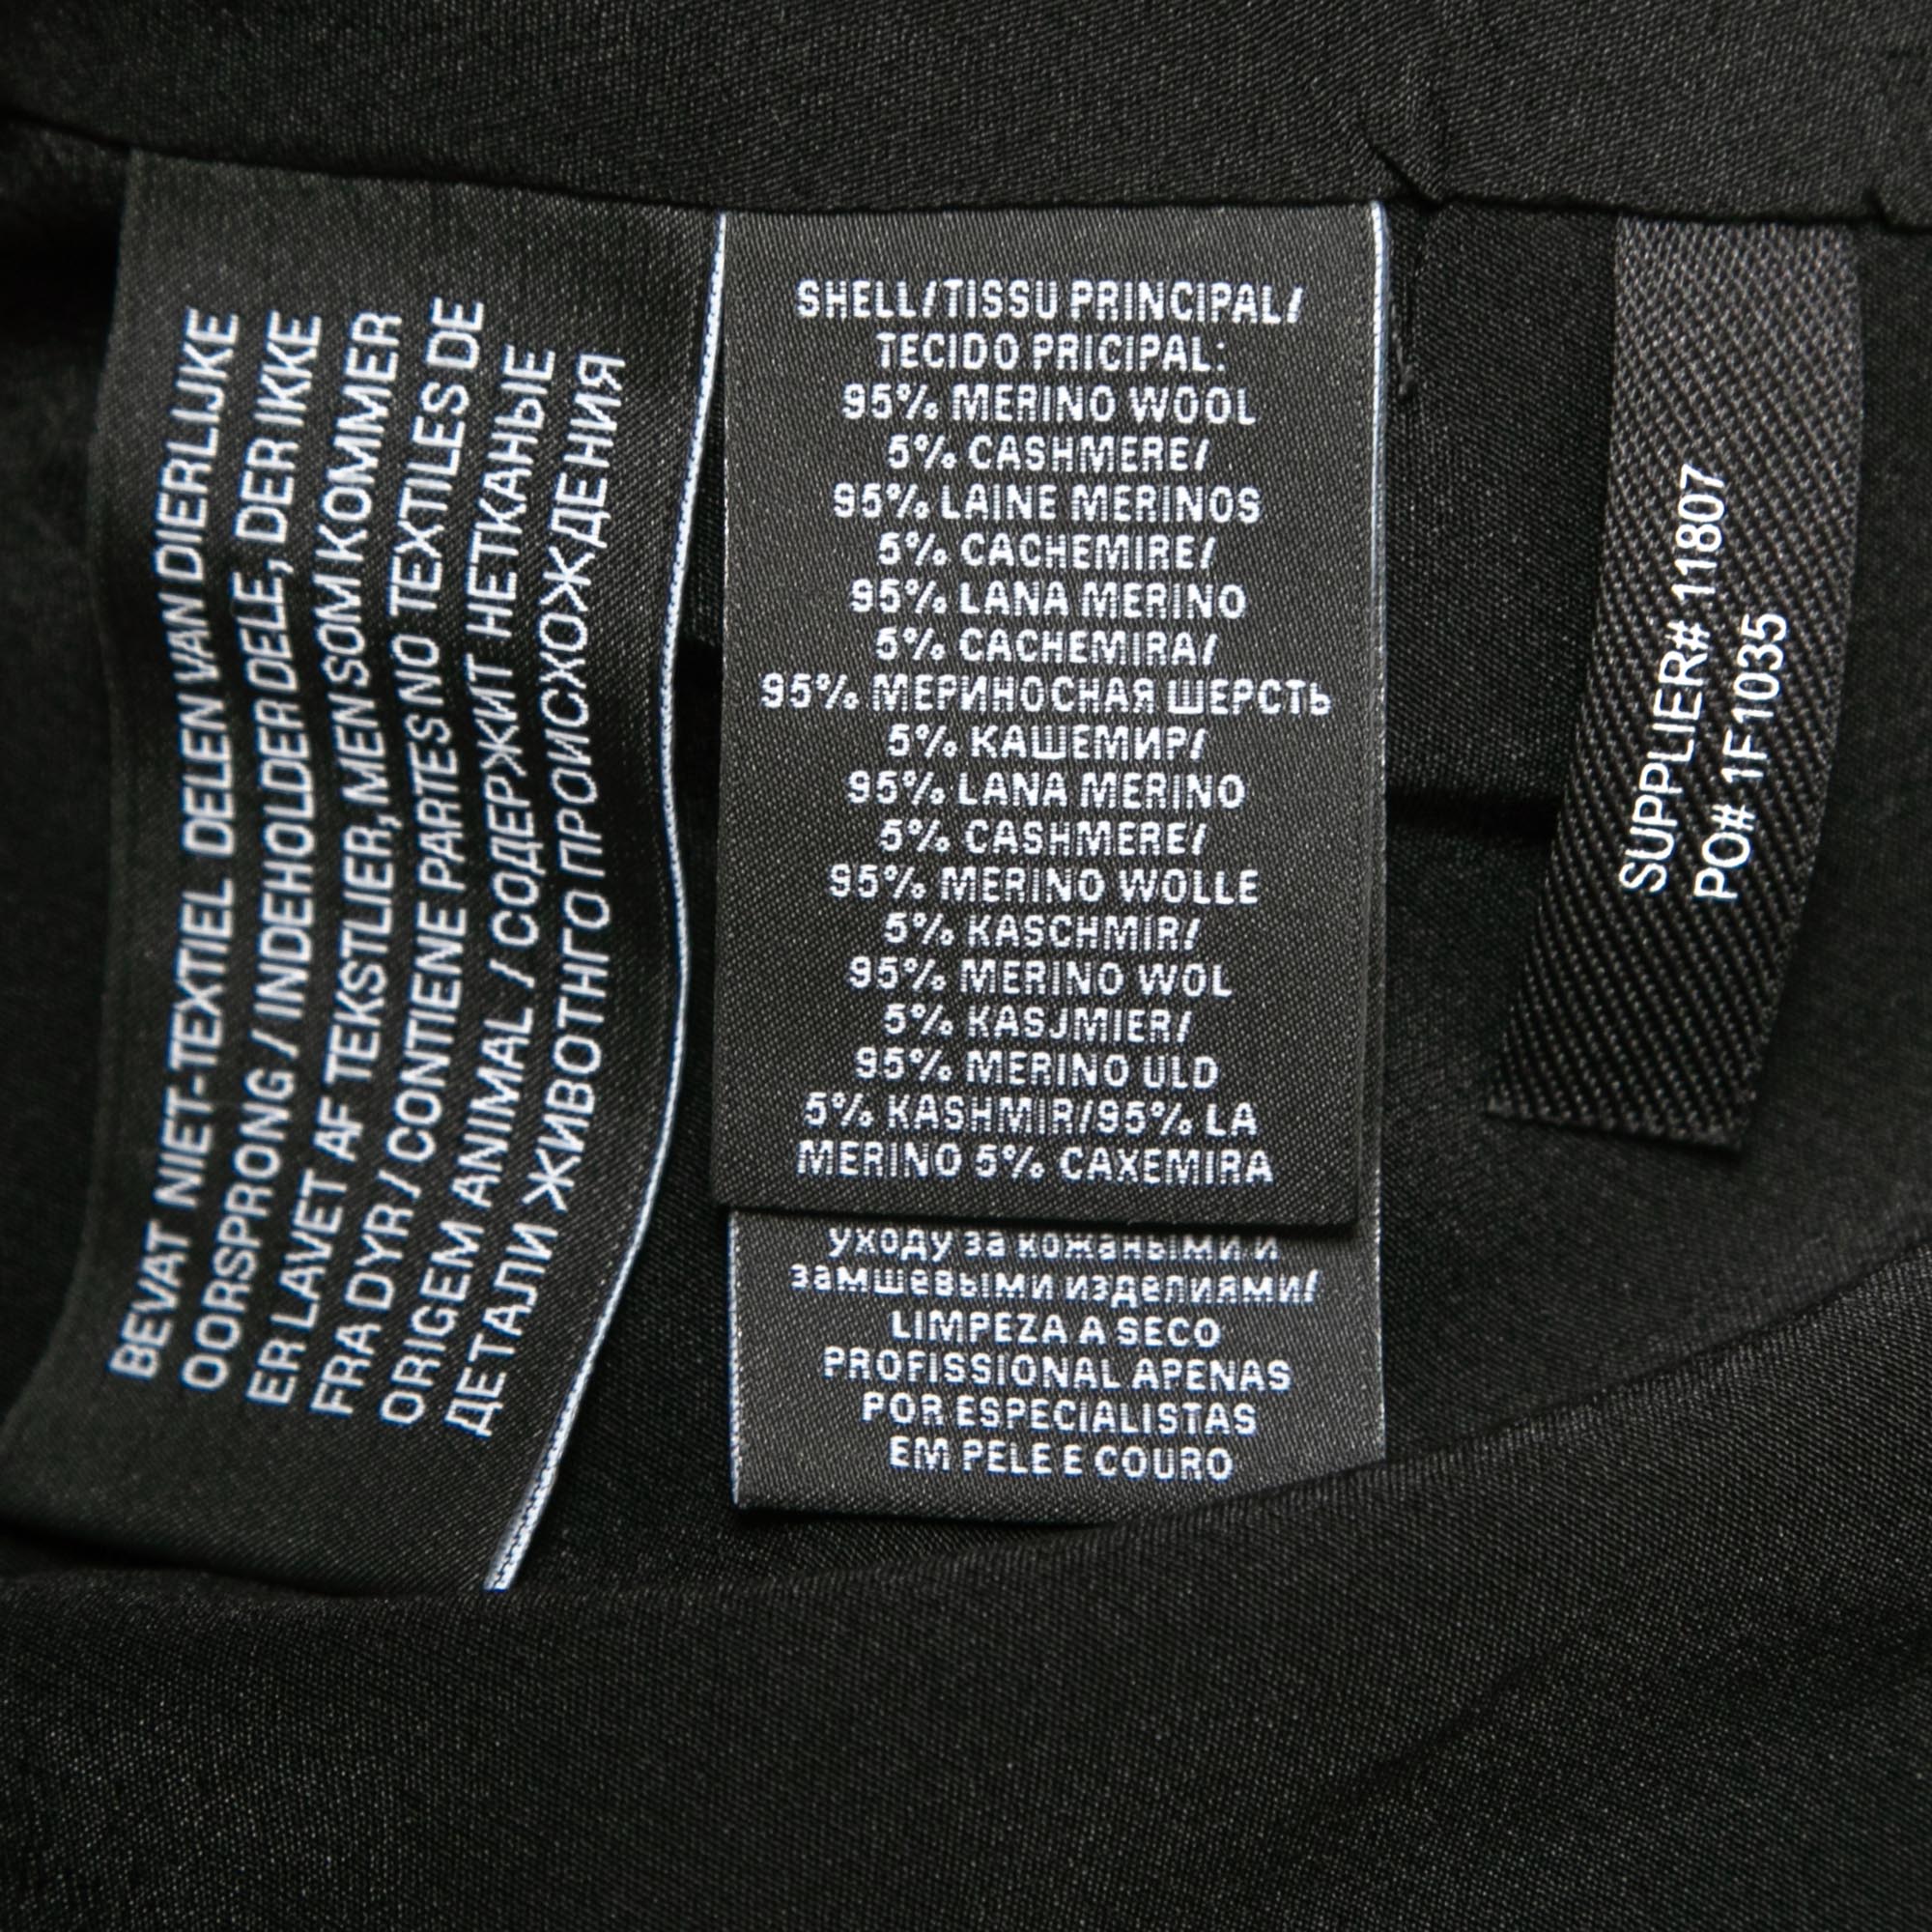 BEVAT NIET-TEXTIEL DELEN VAN DIERLIJKE
OORSPRONG / INDEHOLDER DELE, DER IKKE
ER LAVET AF TEKSTLIER, MEN SOM KOMMER
FRA DYR / CONTIENE PARTES NO TEXTILES DE
ORIGEM ANIMAL / СОДЕРЖИТ НЕТКАНЫЕ
ДЕТАЛИ ЖИВОТНГО ПРОИСХОЖДЕНИЯ
SHELL/TISSU PRINCIPAL/
TECIDO PRICIPAL:
95% MERINO WOOL
5% CASHMERE/
95% LAINE MERINOS
5% CACHEMIRE/
95% LANA MERINO
5% CACHEMIRA/
95% МЕРИНОСНАЯ ШЕРСТЬ
5% КАШЕМИР/
95% LANA MERINO
5% CASHMERE/
95% MERINO WOLLE
5% KASCHMIR/
95% MERINO WOL
5% KASJMIER/
95% MERINO ULD
5% KASHMIR/95% LA
MERINO 5% CAXEMIRA
уходу за кожаными и
замшевыми изделиями/
LIMPEZA A SECO
PROFISSIONAL APENAS
POR ESPECIALISTAS
EM PELE E COURO
SUPPLIER# 11807
PO# 1F1035